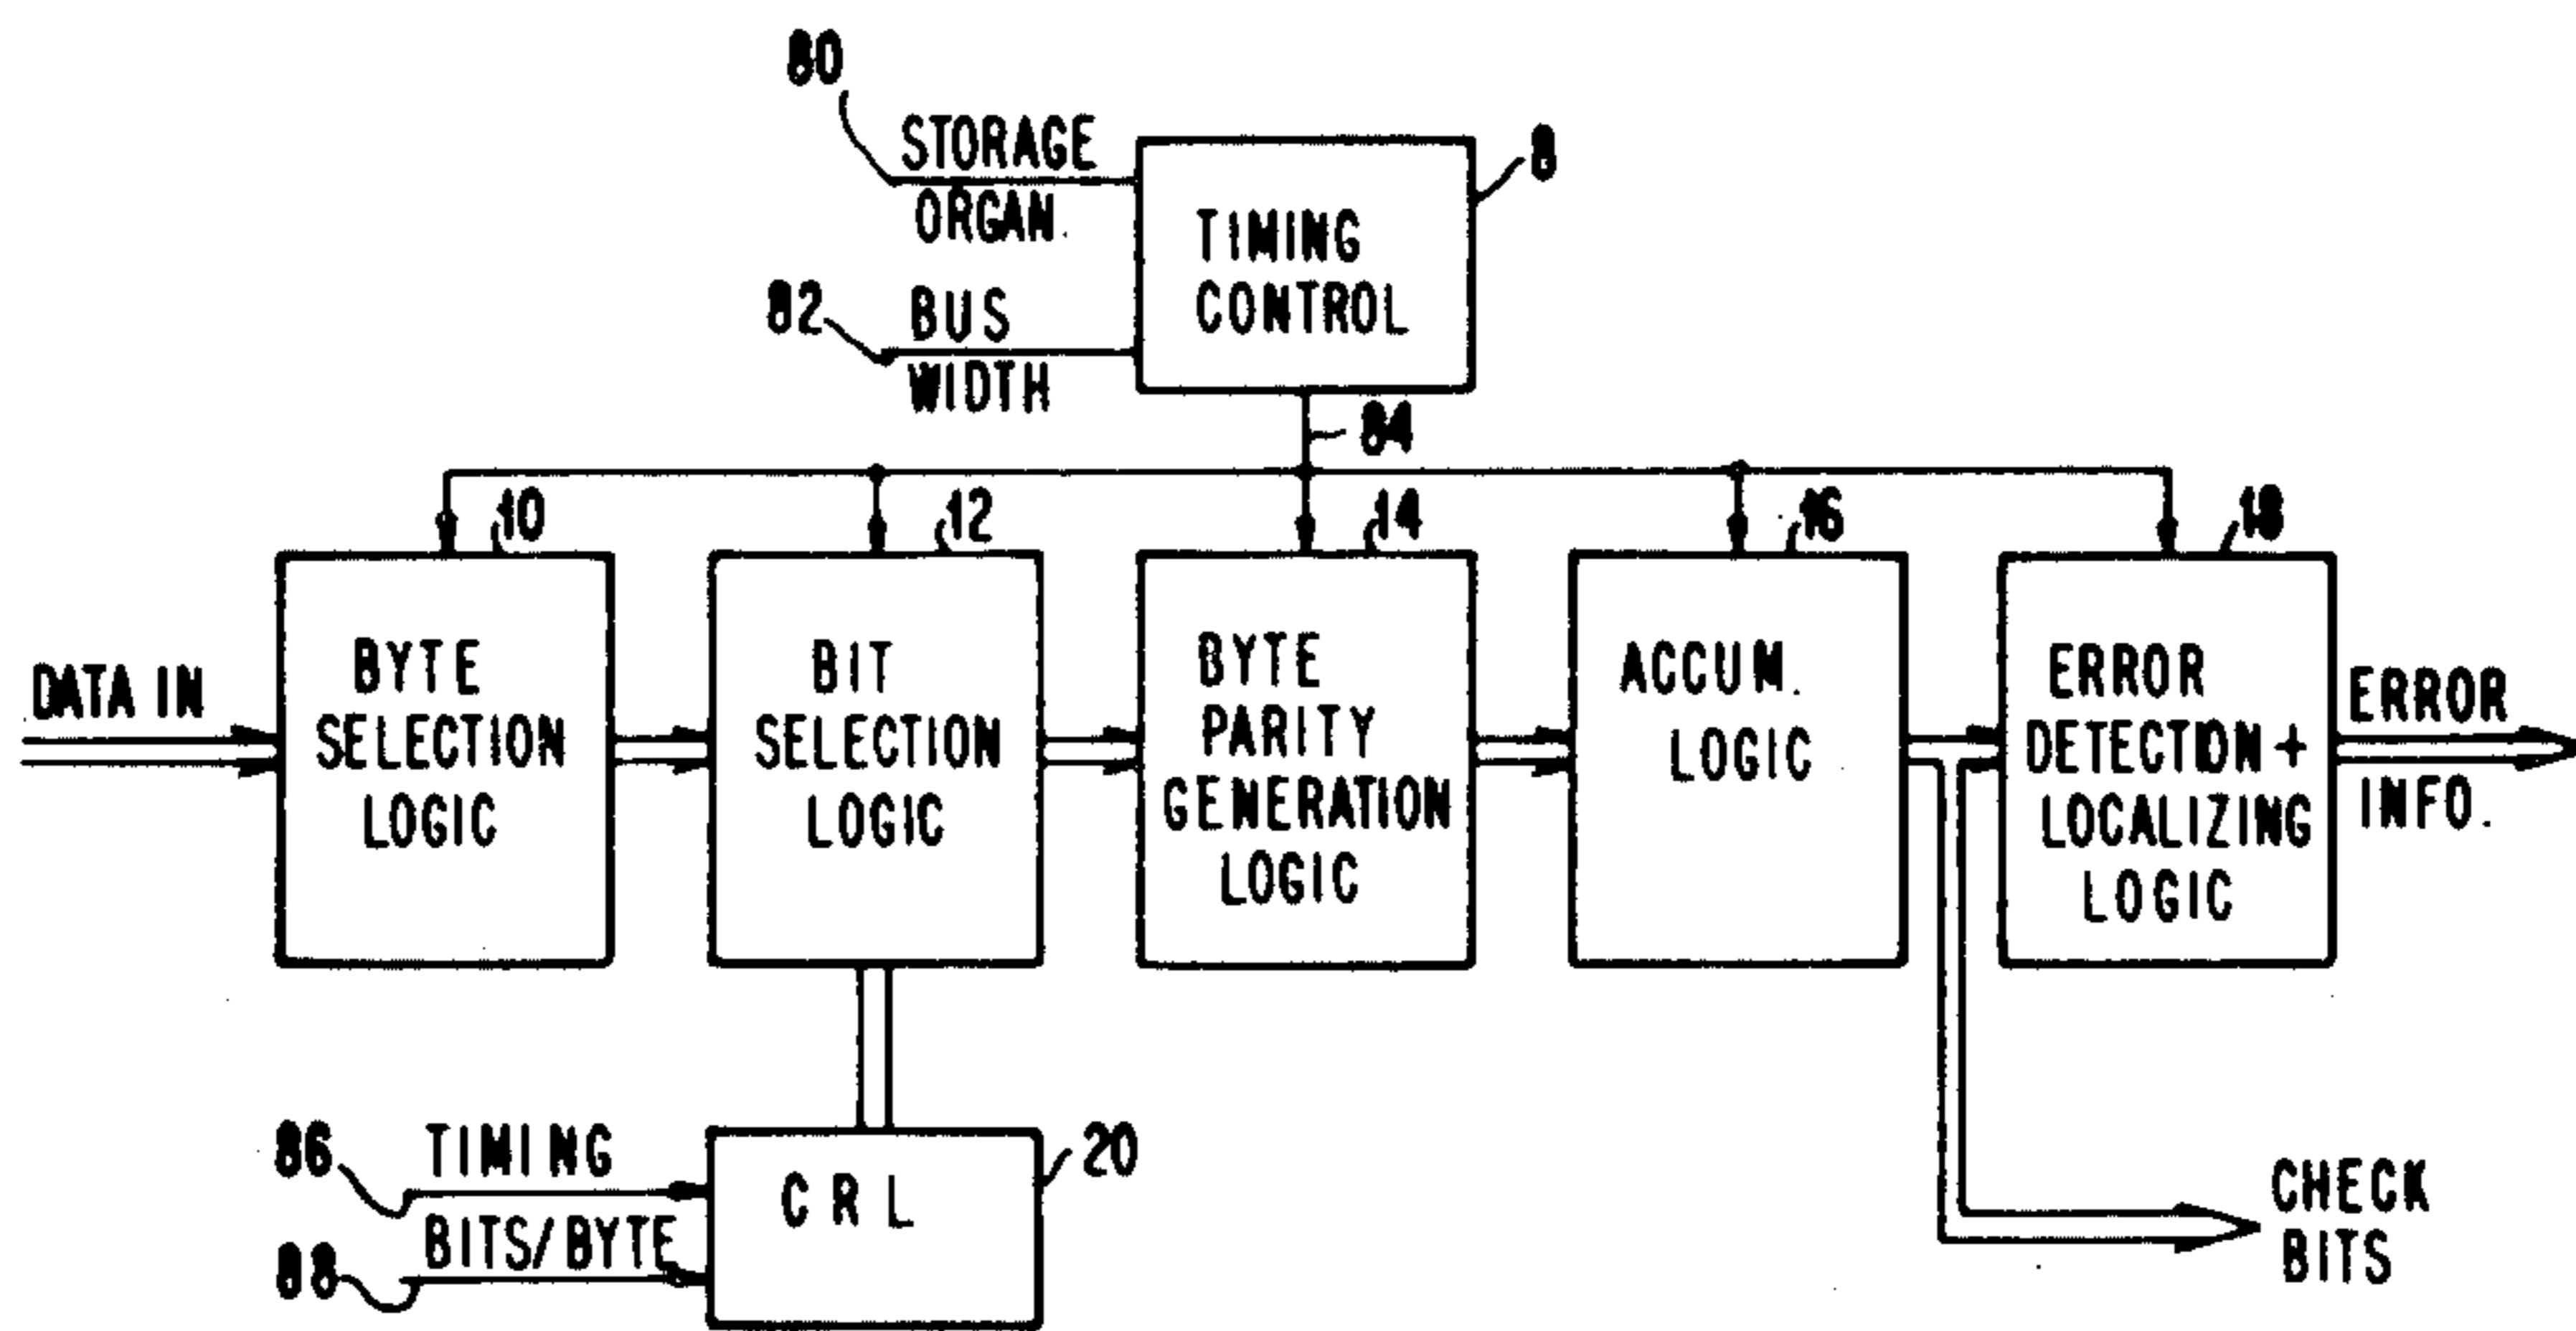 80
STORAGE
ORGAN.
82
BUS
WIDTH
TIMING
CONTROL
8
84
10
12
14
16
18
DATA IN
BYTE
SELECTION
LOGIC
BIT
SELECTION
LOGIC
BYTE
PARITY
GENERATION
LOGIC
ACCUM.
LOGIC
ERROR
DETECTION +
LOCALIZING
LOGIC
ERROR
INFO.
86
TIMING
88
BITS/BYTE
CRL
20
CHECK
BITS